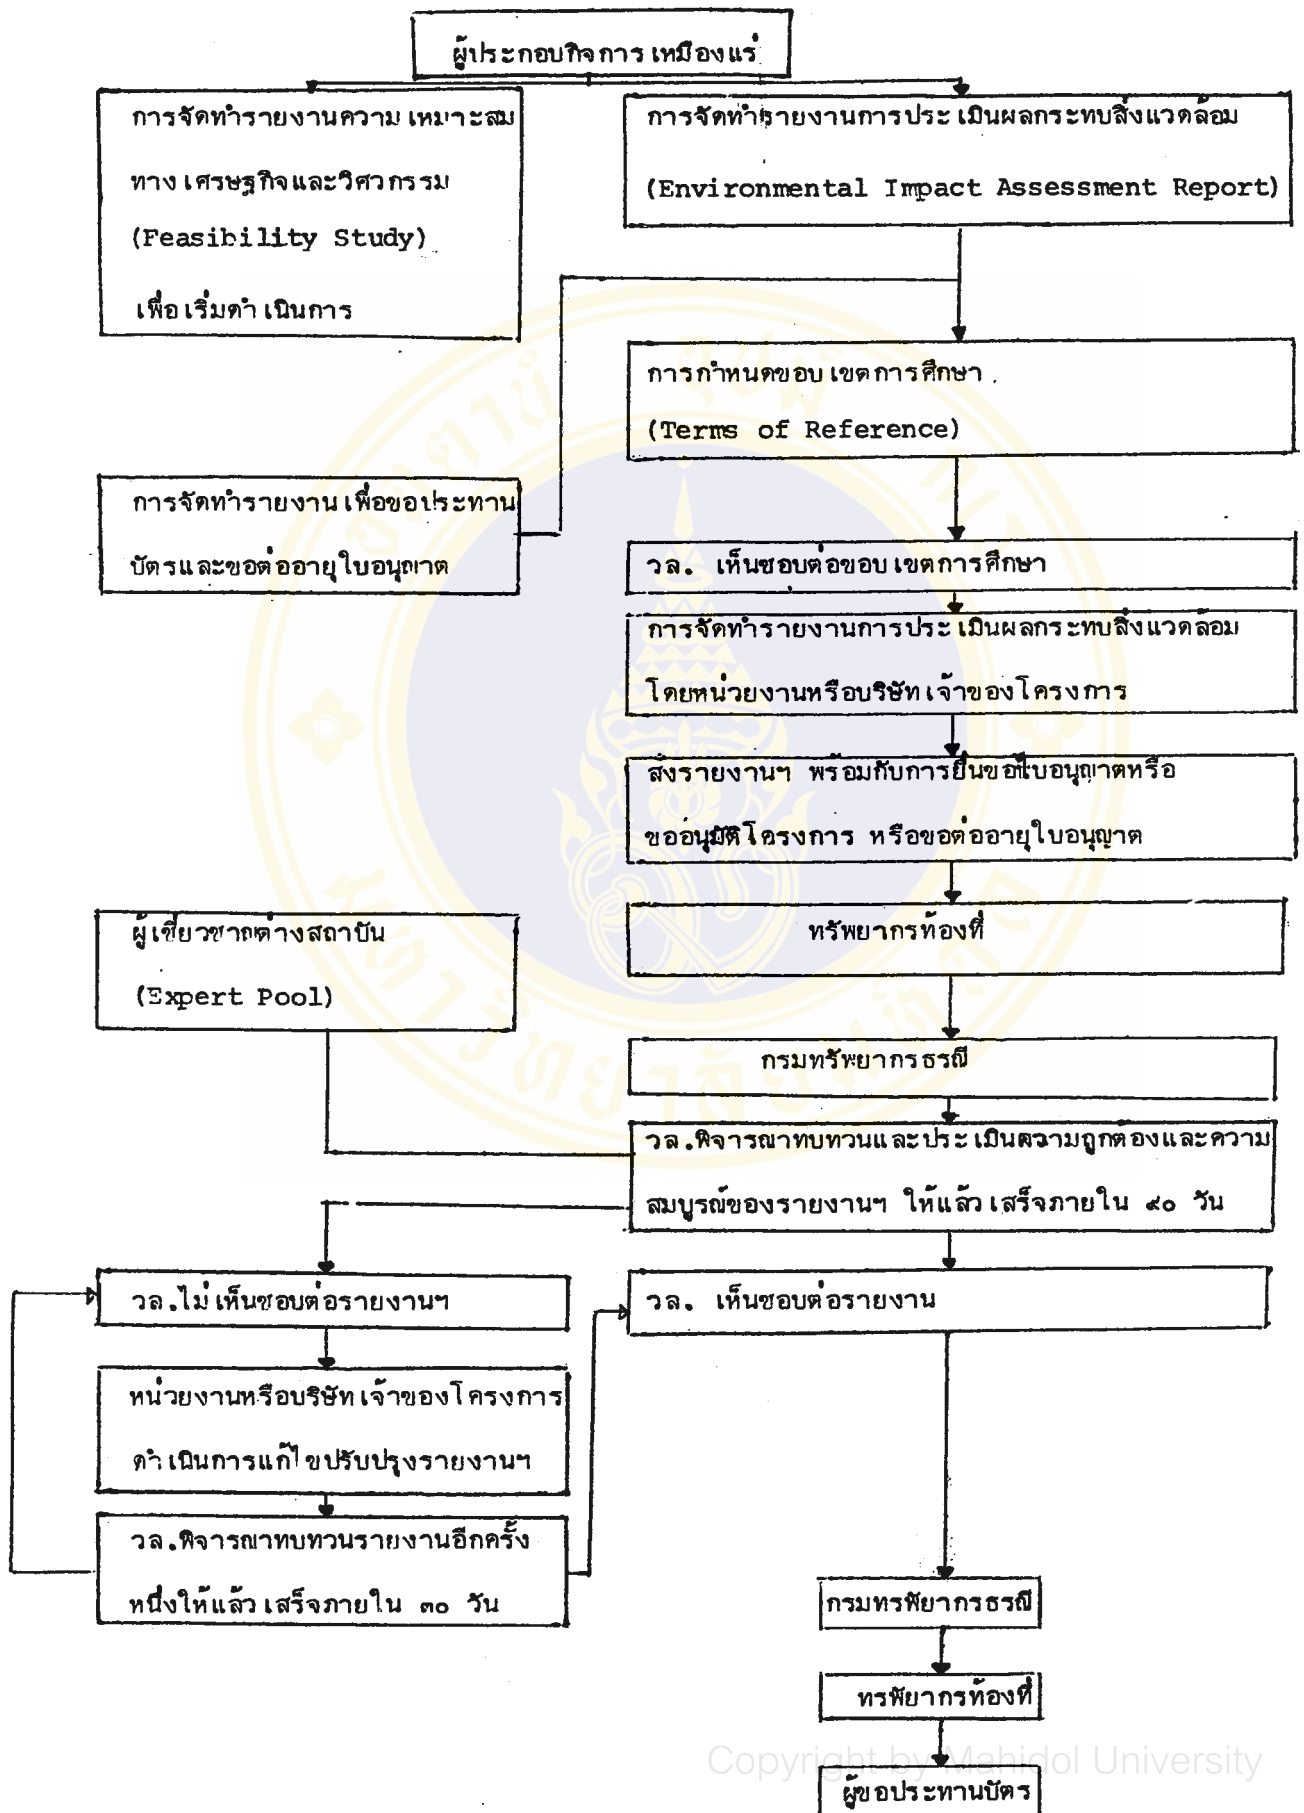 ผู้ประกอบกิจการเหมืองแร่
การจัดทำรายงานความเหมาะสม
ทางเศรษฐกิจและวิศวกรรม
(Feasibility Study)
เพื่อเริ่มดำเนินการ
การจัดทำรายงานการประเมินผลกระทบสิ่งแวดล้อม
(Environmental Impact Assessment Report)
การกำหนดขอบเขตการศึกษา
(Terms of Reference)
การจัดทำรายงานเพื่อขอประทาน
บัตรและขอต่ออายุใบอนุญาต
วล. เห็นชอบต่อขอบเขตการศึกษา
การจัดทำรายงานการประเมินผลกระทบสิ่งแวดล้อม
โดยหน่วยงานหรือบริษัทเจ้าของโครงการ
ส่งรายงานฯ พร้อมกับการยื่นขอใบอนุญาตหรือ
ขออนุมัติโครงการ หรือขอต่ออายุใบอนุญาต
ผู้เชี่ยวชาญต่างสถาบัน
(Expert Pool)
ทรัพยากรท้องที่
กรมทรัพยากรธรณี
วล.พิจารณาทบทวนและประเมินความถูกต้องและความ
สมบูรณ์ของรายงานฯ ให้แล้วเสร็จภายใน ๙๐ วัน
วล.ไม่เห็นชอบต่อรายงานฯ
วล. เห็นชอบต่อรายงาน
หน่วยงานหรือบริษัทเจ้าของโครงการ
ดำเนินการแก้ไขปรับปรุงรายงานฯ
วล.พิจารณาทบทวนรายงานอีกครั้ง
หนึ่งให้แล้วเสร็จภายใน ๓๐ วัน
กรมทรัพยากรธรณี
ทรัพยากรท้องที่
ผู้ขอประทานบัตร
Copyright by Mahidol University